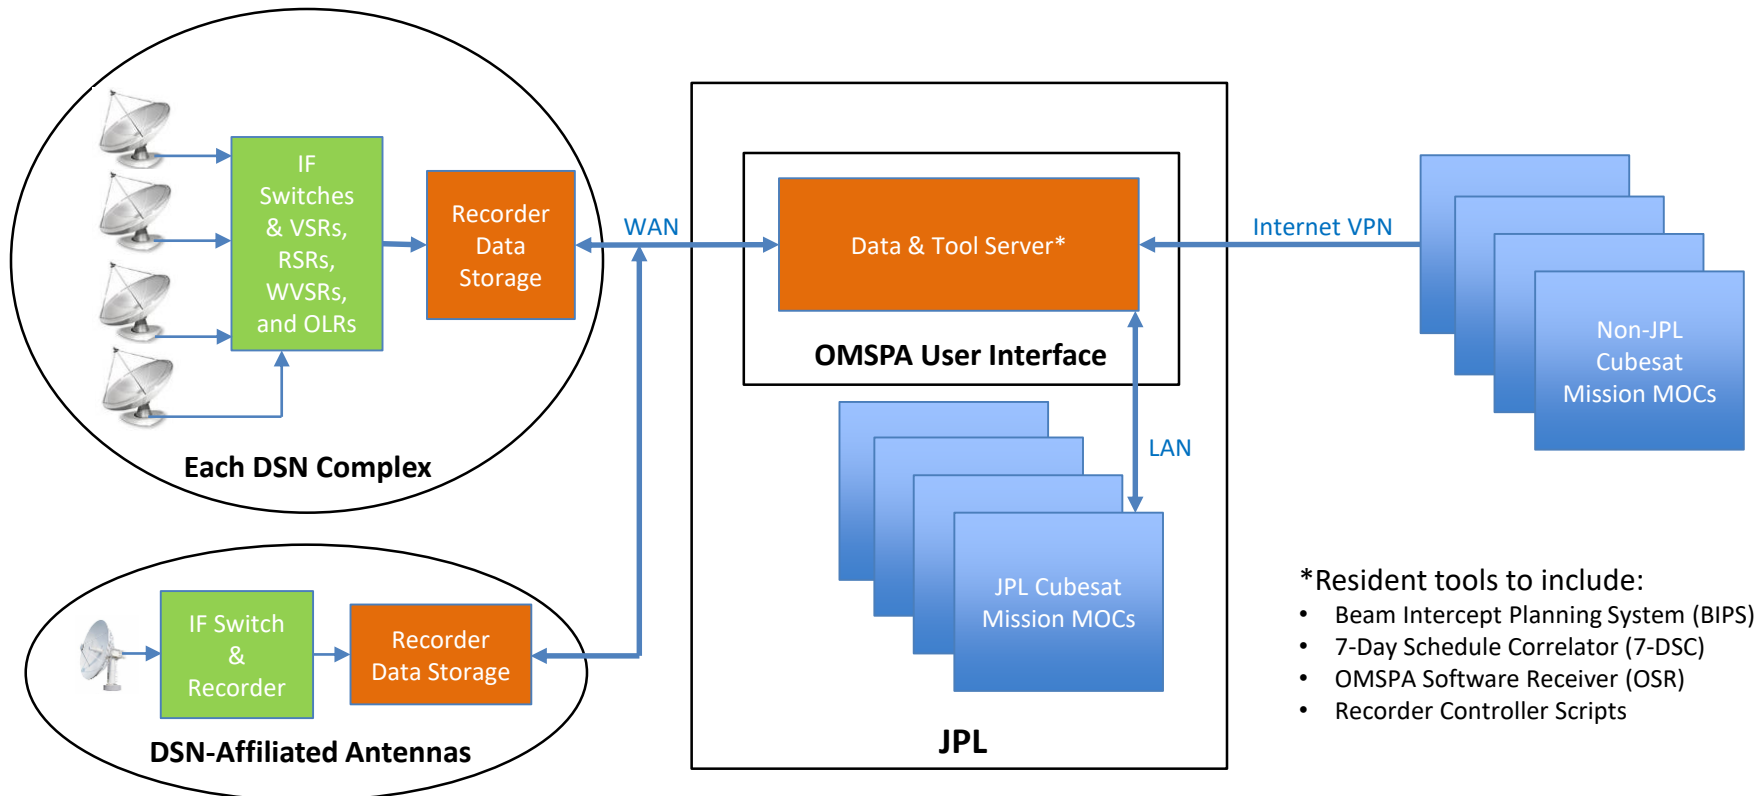 IF
Switches
& VSRs,
RSRs,
WVSRs,
and OLRs
Recorder
Data
Storage
Each DSN Complex
WAN
Data & Tool Server*
OMSPA User Interface
Internet VPN
Non-JPL
Cubesat
Mission MOCs
LAN
JPL Cubesat
Mission MOCs
JPL
IF Switch
&
Recorder
Recorder
Data Storage
DSN-Affiliated Antennas
*Resident tools to include:
• Beam Intercept Planning System (BIPS)
• 7-Day Schedule Correlator (7-DSC)
• OMSPA Software Receiver (OSR)
• Recorder Controller Scripts